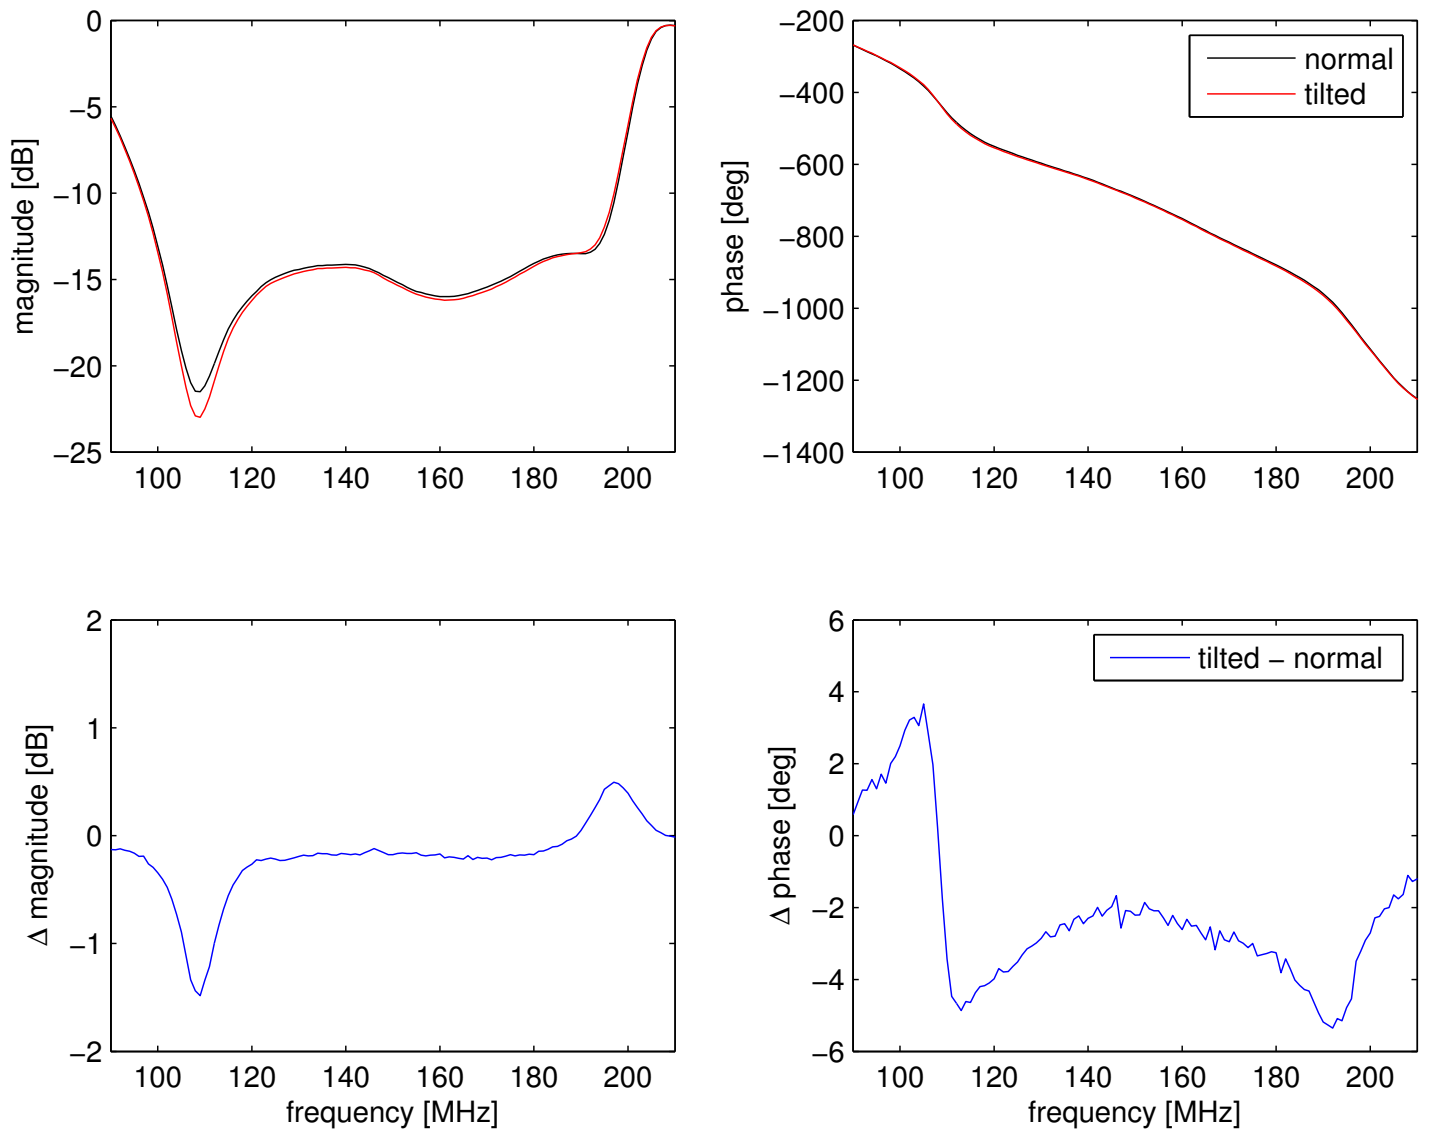 0
−5
−10
−15
−20
−25
magnitude [dB]
100 120 140 160 180 200
−200
−400
−600
−800
−1000
−1200
−1400
phase [deg]
100 120 140 160 180 200
normal
tilted
2
1
0
−1
−2
Δ magnitude [dB]
100 120 140 160 180 200
frequency [MHz]
6
4
2
0
−2
−4
−6
Δ phase [deg]
100 120 140 160 180 200
frequency [MHz]
tilted − normal